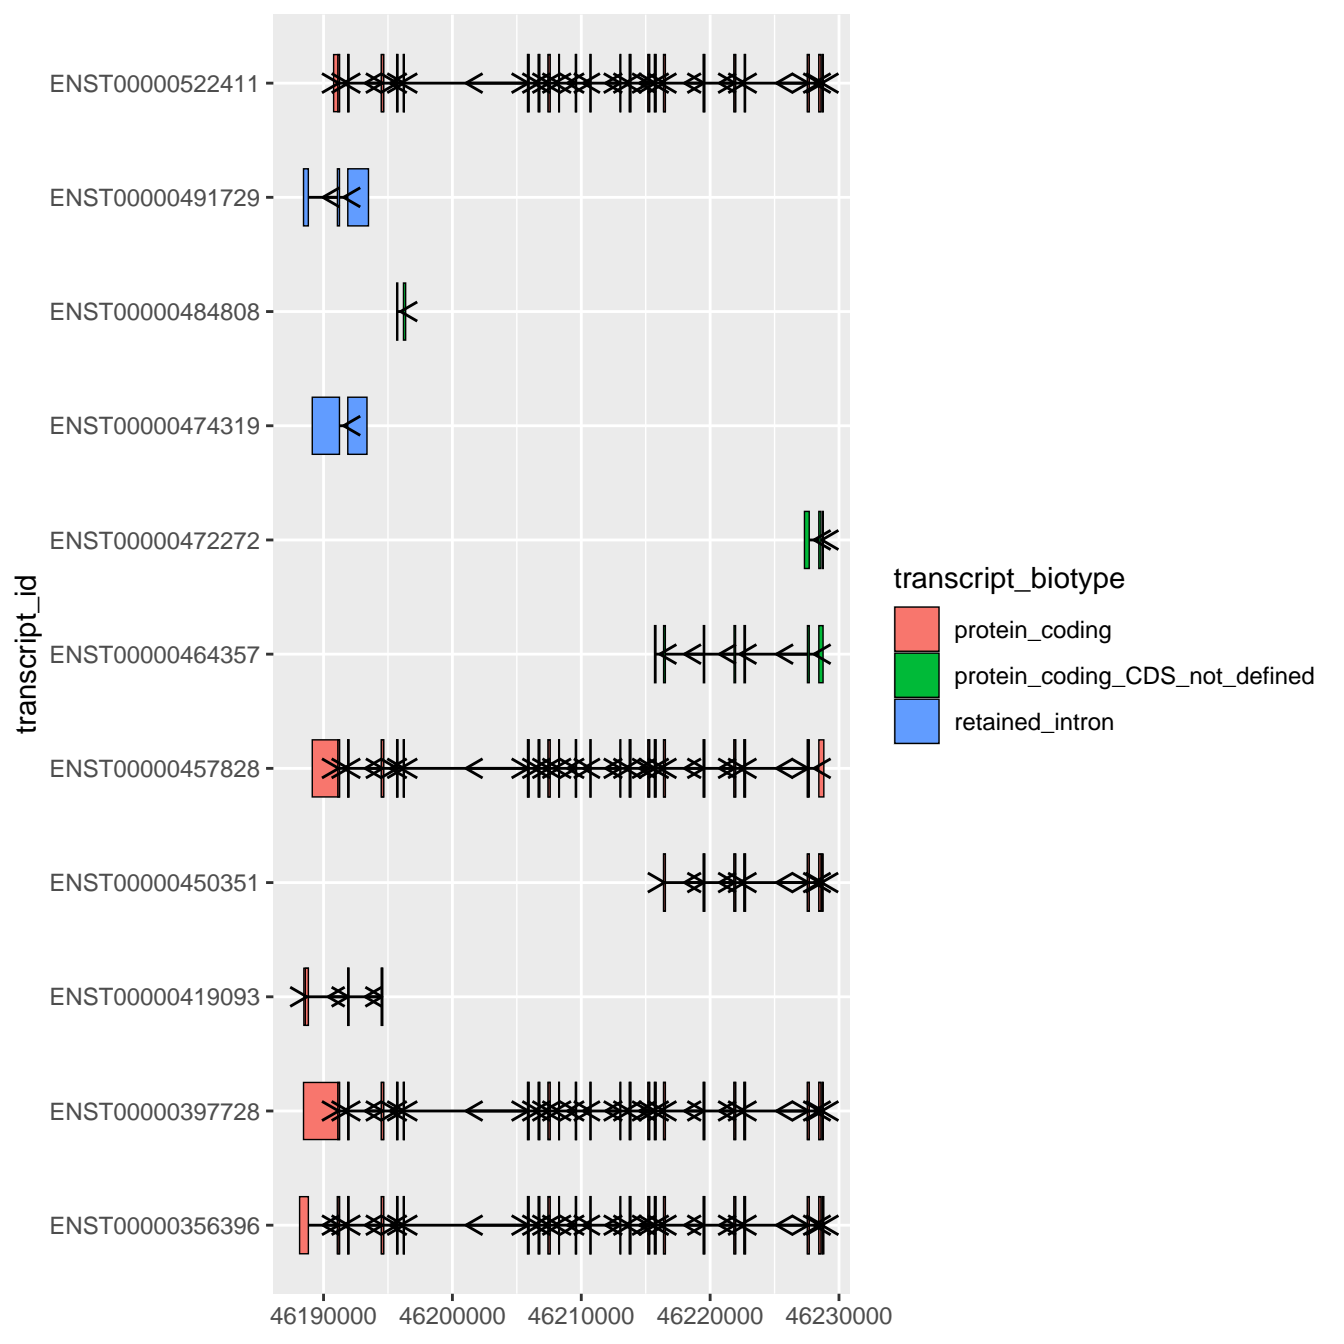 ENST00000522411
ENST00000491729
ENST00000484808
ENST00000474319
ENST00000472272
ENST00000464357
ENST00000457828
ENST00000450351
ENST00000419093
ENST00000397728
ENST00000356396
transcript_id
46190000 46200000 46210000 46220000 46230000
transcript_biotype
protein_coding
protein_coding_CDS_not_defined
retained_intron